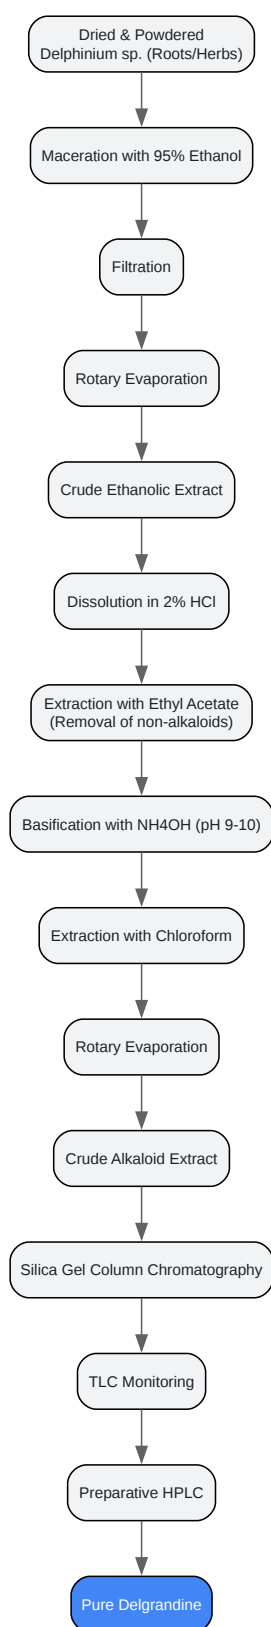 Dried & Powdered
Delphinium sp. (Roots/Herbs)
Maceration with 95% Ethanol
Filtration
Rotary Evaporation
Crude Ethanolic Extract
Dissolution in 2% HCl
Extraction with Ethyl Acetate
(Removal of non-alkaloids)
Basification with NH4OH (pH 9-10)
Extraction with Chloroform
Rotary Evaporation
Crude Alkaloid Extract
Silica Gel Column Chromatography
TLC Monitoring
Preparative HPLC
Pure Delgrandine